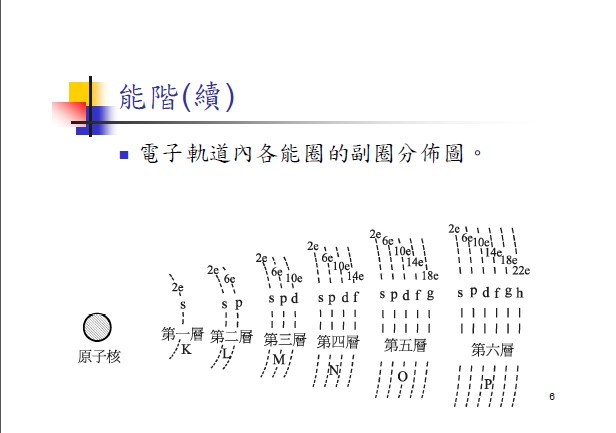 能階(續)
電子軌道內各能圈的副圈分佈圖。
2e
s
第一層
K
2e 6e
s p
第二層
L
2e 6e 10e
s p d
第三層
M
2e 6e 10e 14e
s p d f
第四層
N
2e 6e 10e 14e 18e
s p d f g
第五層
O
2e 6e 10e 14e 18e 22e
s p d f g h
第六層
P
原子核
6